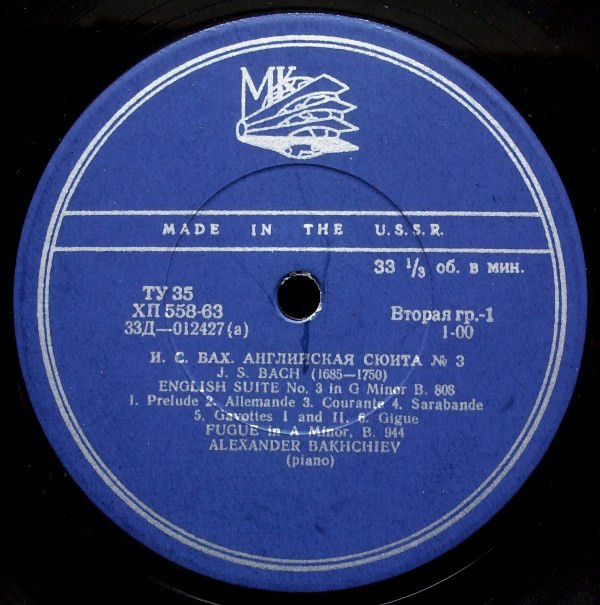 МК
MADE IN THE U.S.S.R.
33 1/3 об. в мин.
ТУ 35
ХП 558-63
33Д—012427(а)
Вторая гр.-1
1-00
И. С. БАХ. АНГЛИЙСКАЯ СЮИТА № 3
J. S. BACH (1685—1750)
ENGLISH SUITE No. 3 in G Minor B. 808
1. Prelude 2. Allemande 3. Courante 4. Sarabande
5. Gavottes I and II, 6. Gigue
FUGUE in A Minor, B. 944
ALEXANDER BAKHCHIEV
(piano)